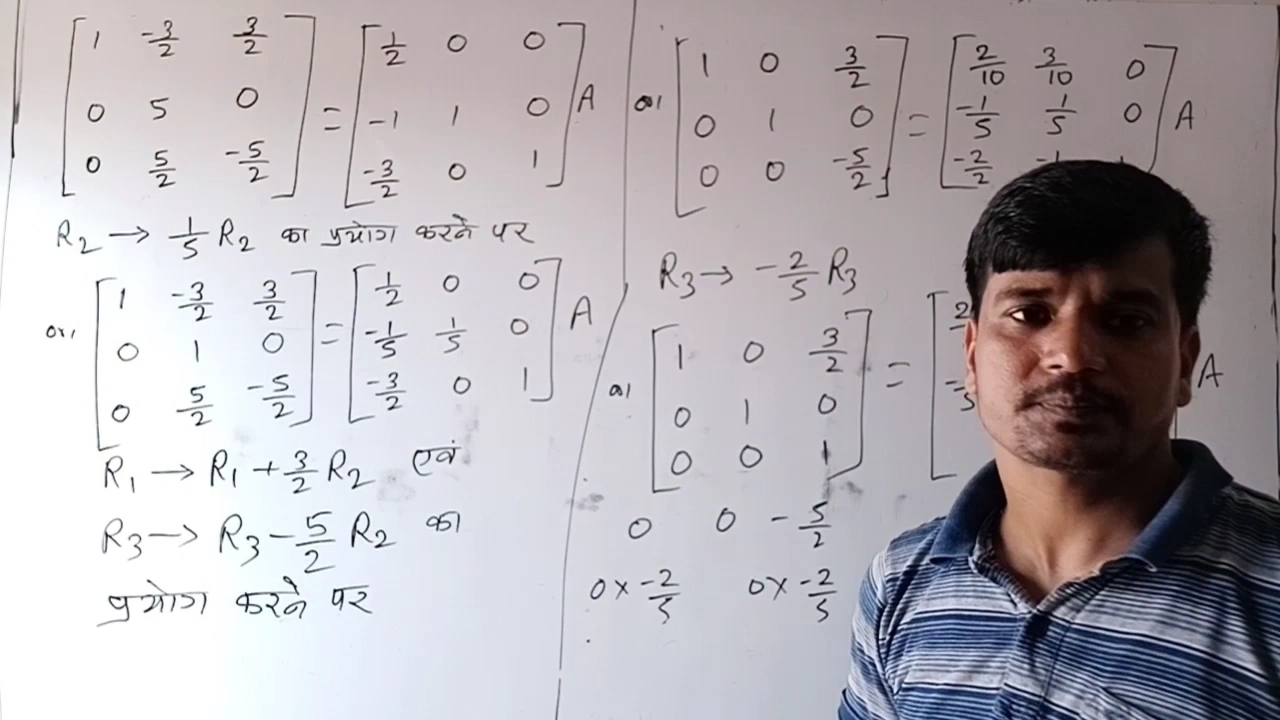 1 -3/2 3/2 1/2 0 0
0 5 0 = -1 1 0 A
0 5/2 -5/2 -3/2 0 1
R2 → 1/5 R2 का प्रयोग करने पर
or, 1 -3/2 3/2 1/2 0 0
0 1 0 = -1/5 1/5 0 A
0 5/2 -5/2 -3/2 0 1
R1 → R1 + 3/2 R2 एवं
R3 → R3 - 5/2 R2 का
प्रयोग करने पर
or 1 0 3/2 2/10 3/10 0
0 1 0 = -1/5 1/5 0 A
0 0 -5/2 -2/2
R3 → -2/5 R3
or 1 0 3/2
0 1 0 = A
0 0 1
0 0 - 5/2
0 x -2/5 0 x -2/5